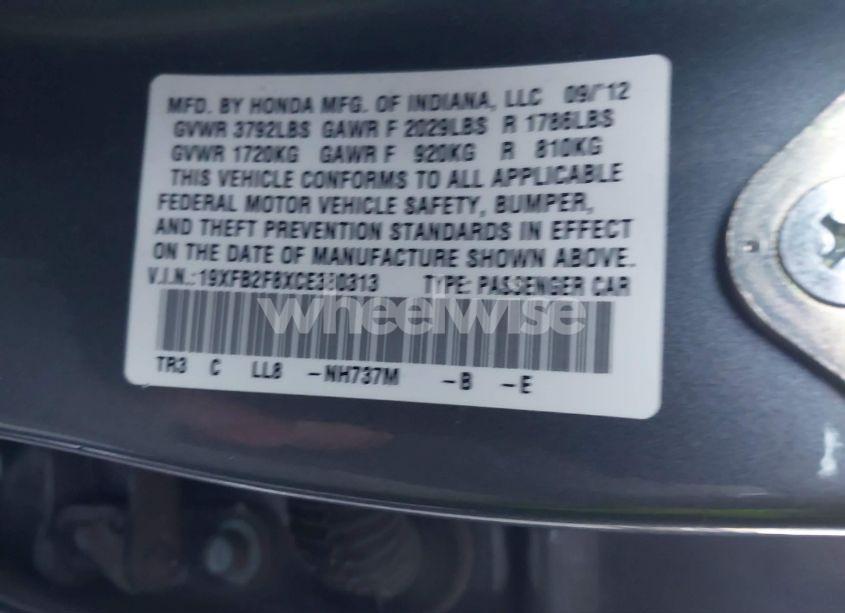 MFD. BY HONDA MFG. OF INDIANA, LLC 09/12
GVWR 3792LBS GAWR F 2029LBS R 1786LBS
GVWR 1720KG GAWR F 920KG R 810KG
THIS VEHICLE CONFORMS TO ALL APPLICABLE
FEDERAL MOTOR VEHICLE SAFETY, BUMPER,
AND THEFT PREVENTION STANDARDS IN EFFECT
ON THE DATE OF MANUFACTURE SHOWN ABOVE.
V.I.N.: TYPE: PASSENGER CAR
wheelwise
TR3 C LL8 -NH737M -B -E